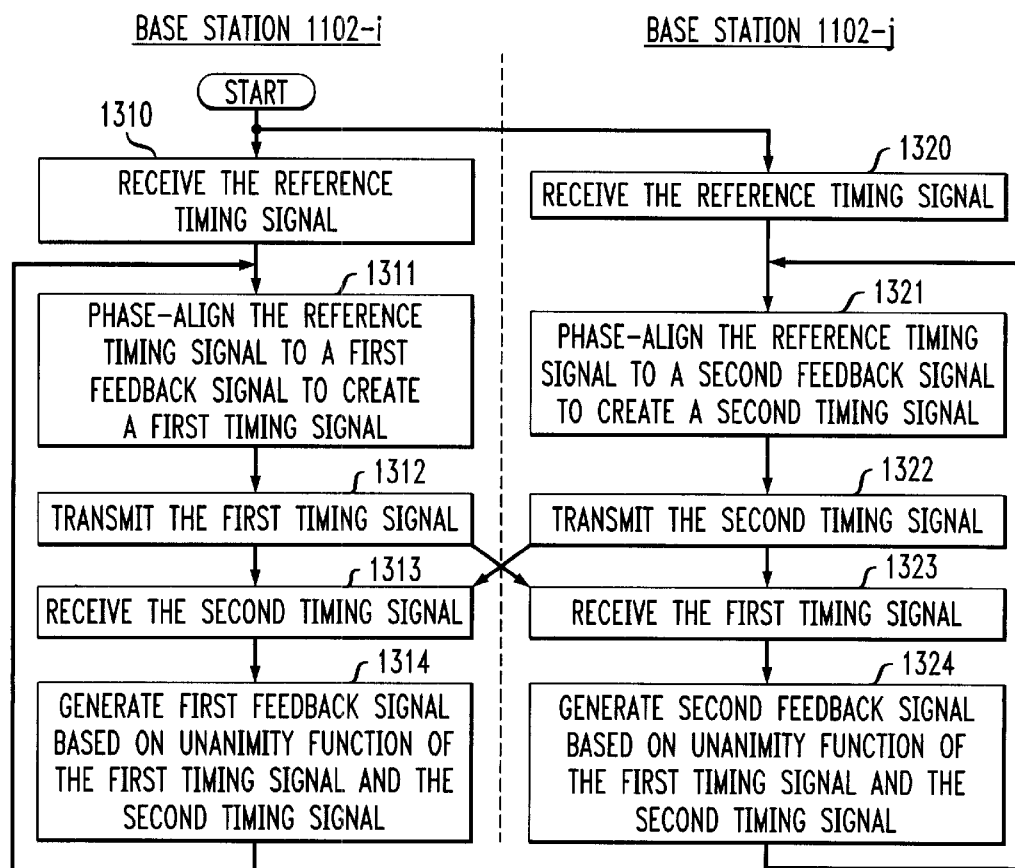 BASE STATION 1102-i
BASE STATION 1102-j
START
1310
RECEIVE THE REFERENCE
TIMING SIGNAL
1320
RECEIVE THE REFERENCE TIMING SIGNAL
1311
PHASE-ALIGN THE REFERENCE
TIMING SIGNAL TO A FIRST
FEEDBACK SIGNAL TO CREATE
A FIRST TIMING SIGNAL
1321
PHASE-ALIGN THE REFERENCE TIMING
SIGNAL TO A SECOND FEEDBACK SIGNAL
TO CREATE A SECOND TIMING SIGNAL
1312
TRANSMIT THE FIRST TIMING SIGNAL
1322
TRANSMIT THE SECOND TIMING SIGNAL
1313
RECEIVE THE SECOND TIMING SIGNAL
1323
RECEIVE THE FIRST TIMING SIGNAL
1314
GENERATE FIRST FEEDBACK SIGNAL
BASED ON UNANIMITY FUNCTION OF
THE FIRST TIMING SIGNAL AND THE
SECOND TIMING SIGNAL
1324
GENERATE SECOND FEEDBACK SIGNAL
BASED ON UNANIMITY FUNCTION OF
THE FIRST TIMING SIGNAL AND THE
SECOND TIMING SIGNAL